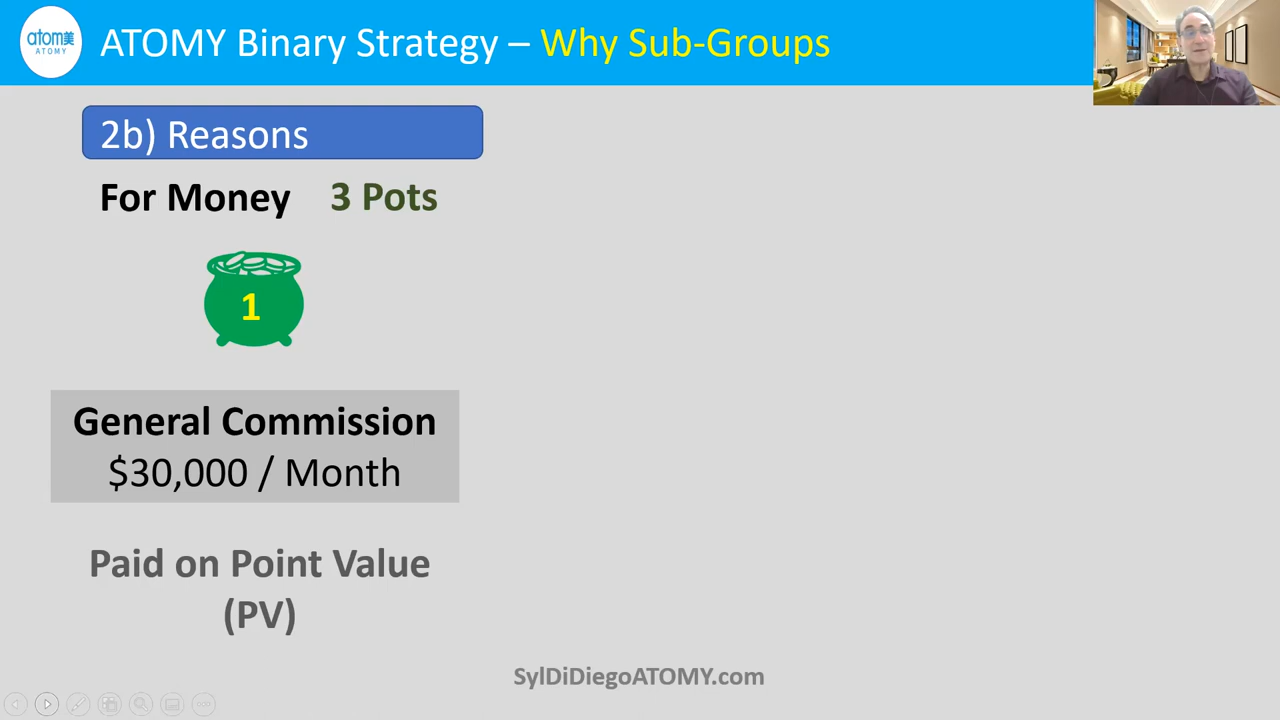 atom美
ATOMY
ATOMY Binary Strategy – Why Sub-Groups
2b) Reasons
For Money 3 Pots
1
General Commission
$30,000 / Month
Paid on Point Value
(PV)
SylDiDiegoATOMY.com